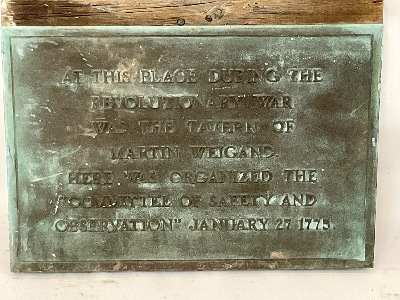 AT THIS PLACE DURING THE
REVOLUTIONARY WAR
WAS THE TAVERN OF
MARTIN WEIGAND.
HERE WAS ORGANIZED THE
"COMMITTEE OF SAFETY AND
OBSERVATION" JANUARY 27 1775.